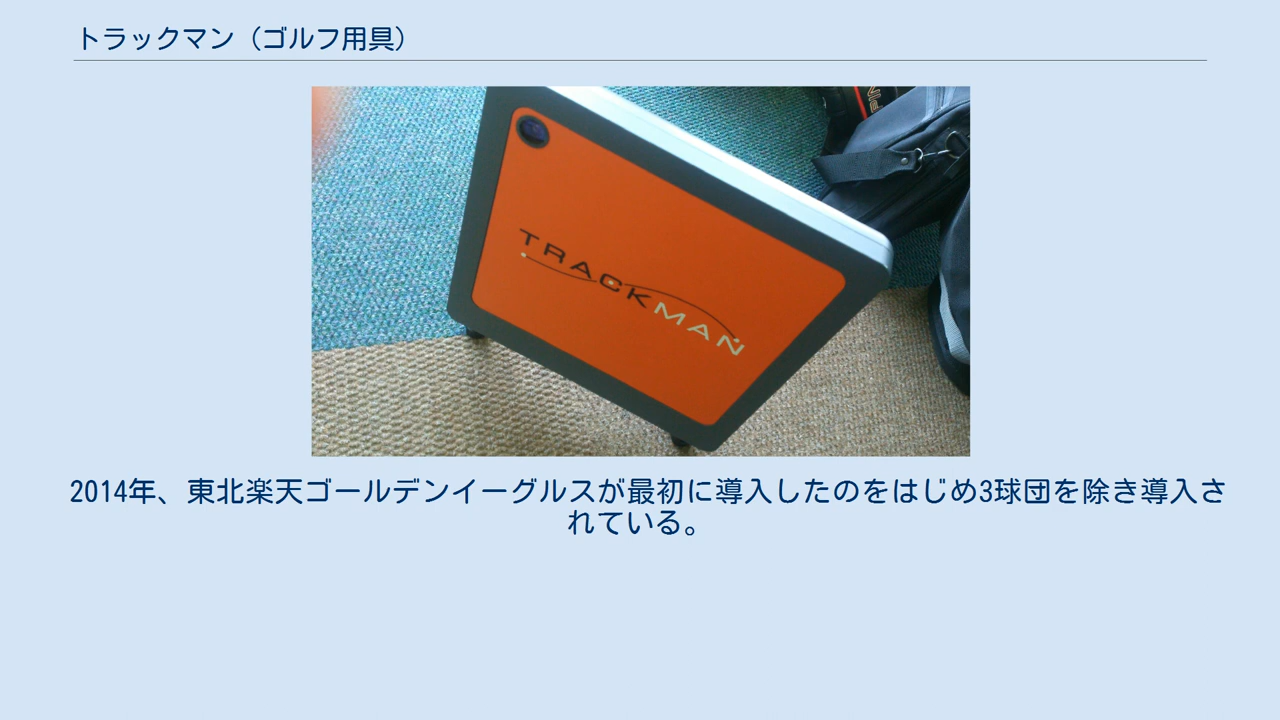 トラックマン（ゴルフ用具）
TRACKMAN
2014年、東北楽天ゴールデンイーグルスが最初に導入したのをはじめ3球団を除き導入さ
れている。